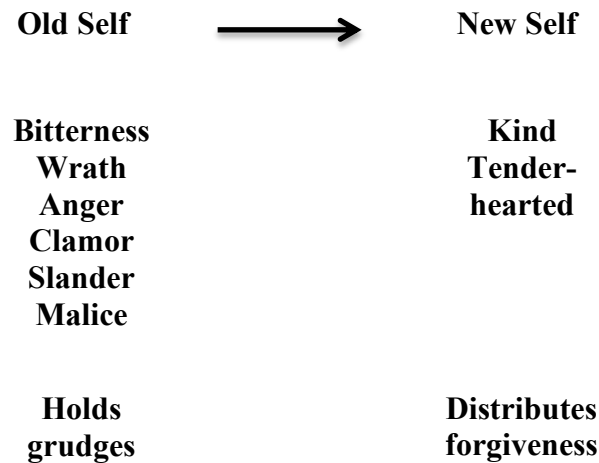 Old Self New Self
Bitterness Kind
Wrath Tender-
Anger hearted
Clamor
Slander
Malice
Holds Distributes
grudges forgiveness